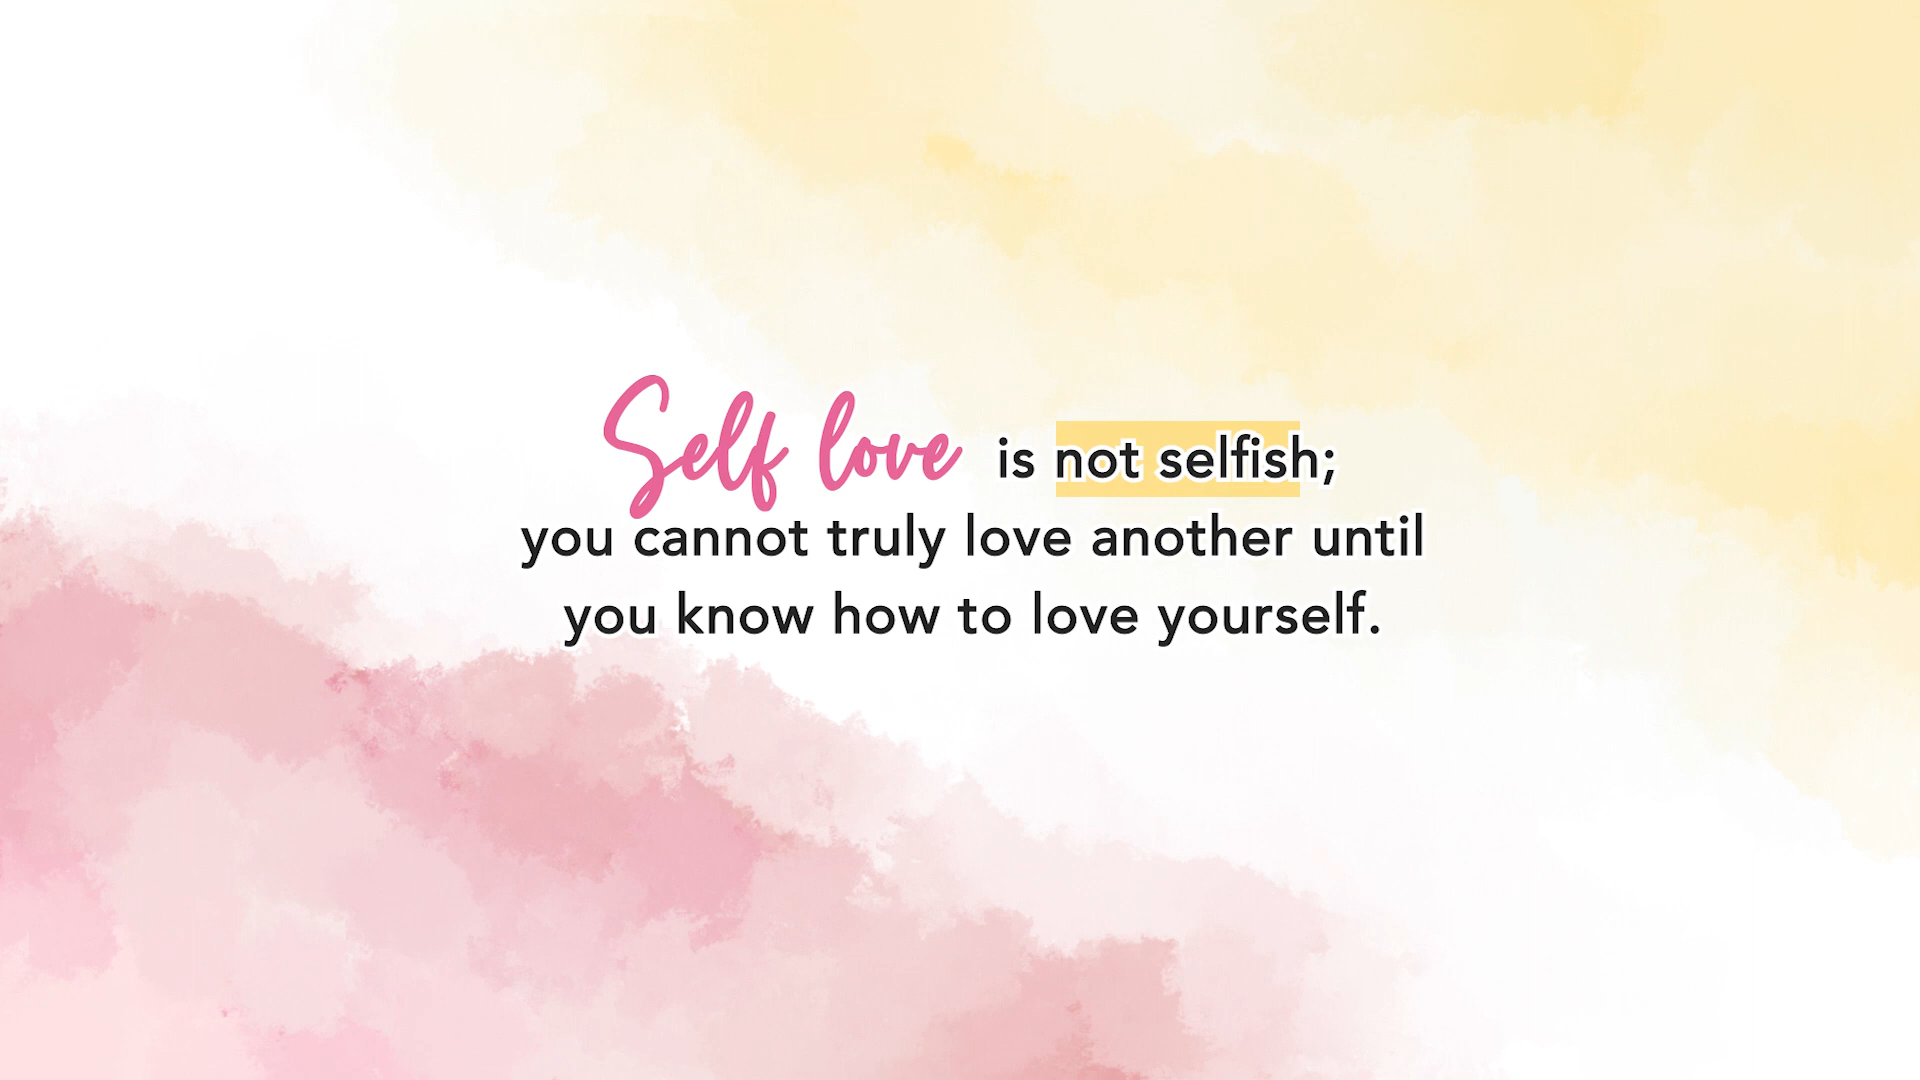 Self love is not selfish;
you cannot truly love another until
you know how to love yourself.